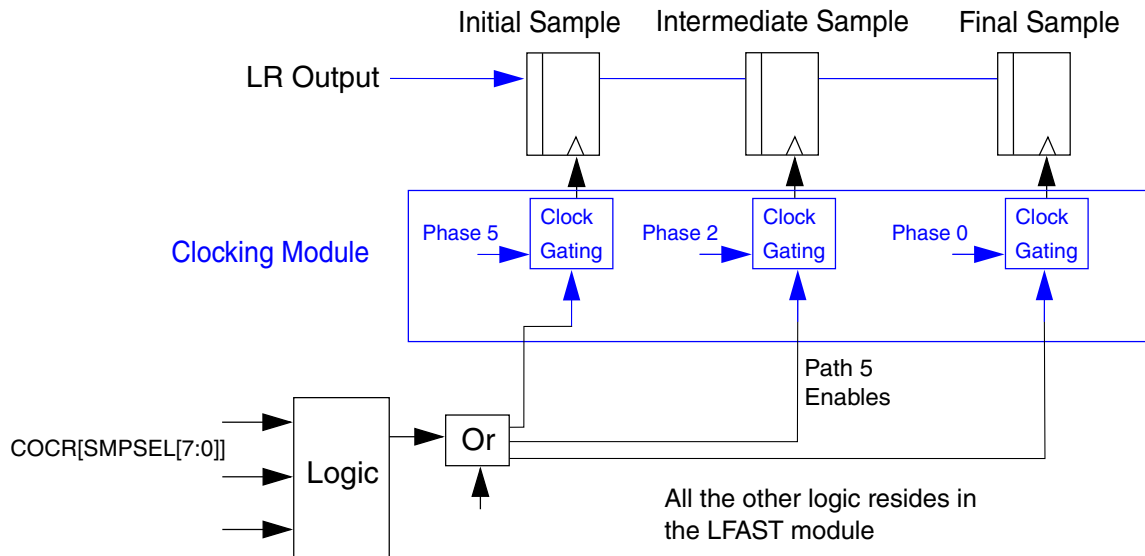 Initial Sample
Intermediate Sample
Final Sample
LR Output
Clocking Module
Phase 5
Clock
Gating
Phase 2
Clock
Gating
Phase 0
Clock
Gating
Path 5
Enables
COCR[SMPSEL[7:0]]
Logic
Or
All the other logic resides in
the LFAST module